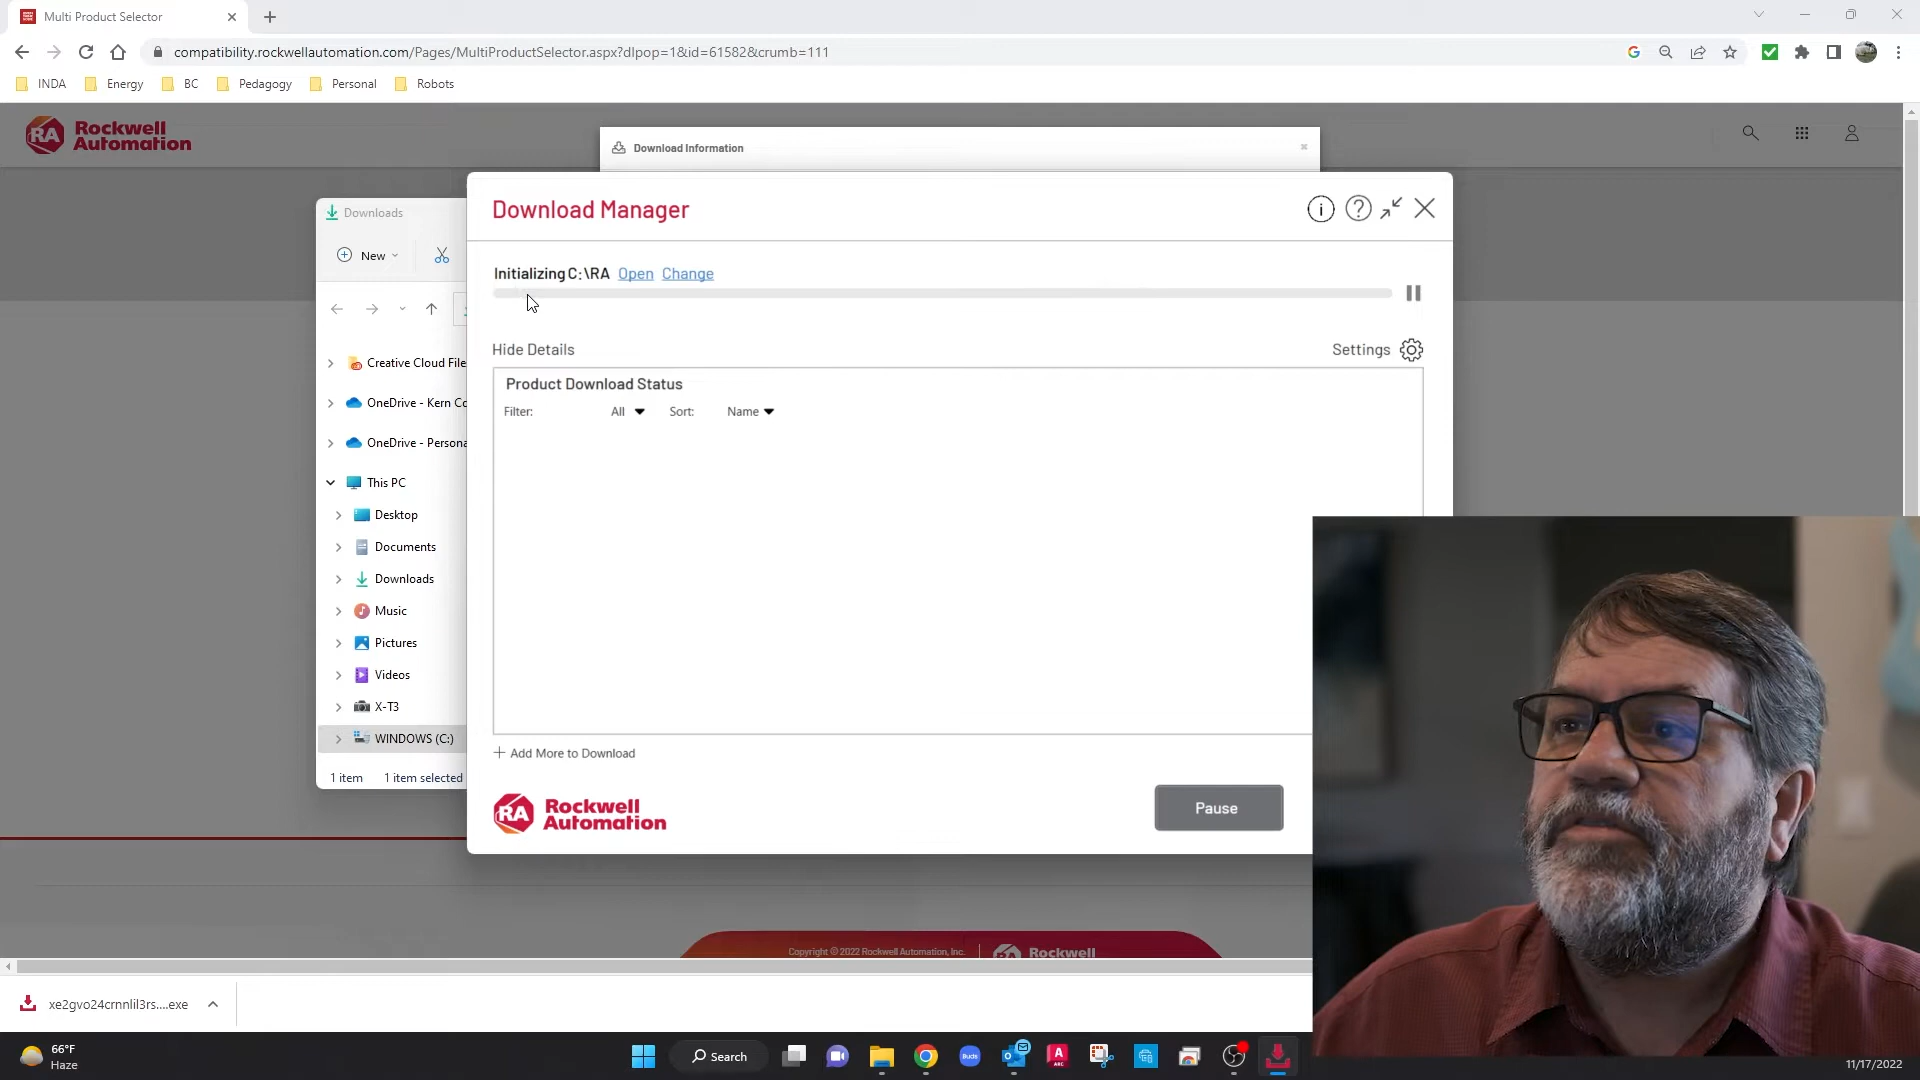 Multi Product Selector
compatibility.rockwellautomation.com/Pages/MultiProductSelector.aspx?dlpop=1&id=61582&crumb=111
INDA Energy BC Pedagogy Personal Robots
RA Rockwell
Automation
Download Information
Downloads
Download Manager
New
Initializing C:\RA Open Change
Hide Details
Settings
Product Download Status
Filter: All Sort: Name
Creative Cloud File
OneDrive - Kern Co
OneDrive - Persona
This PC
Desktop
Documents
Downloads
Music
Pictures
Videos
X-T3
WINDOWS (C:)
1 item 1 item selected
+ Add More to Download
RA Rockwell
Automation
Pause
Copyright © 2022 Rockwell Automation, Inc.
Rockwell
xe2gvo24crnnlil3rs....exe
66°F
Haze
Search
Buds
11/17/2022